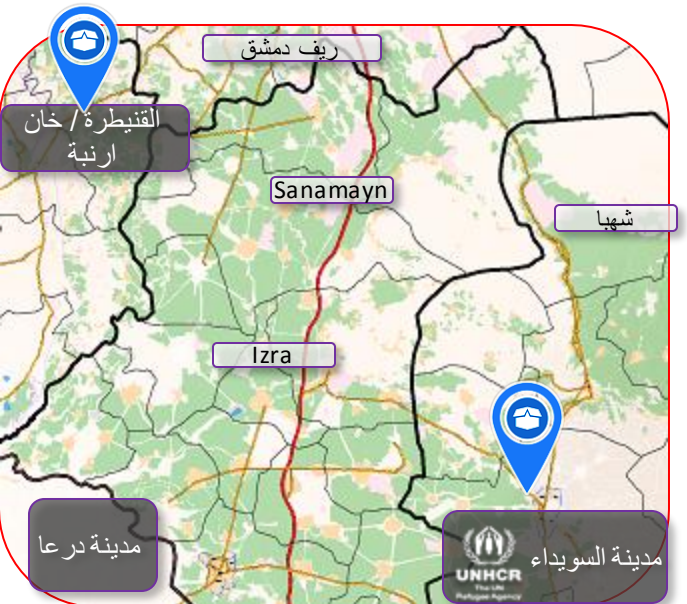 ريف دمشق
القنيطرة / خان
ارنبة
Sanamayn
شهبا
Izra
مدينة درعا
مدينة السويداء
UNHCR
The UN
Refugee Agency